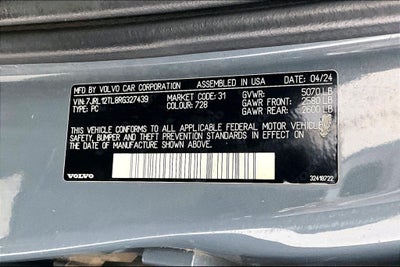 MFD. BY VOLVO CAR CORPORATION ASSEMBLED IN USA DATE: 04/24
VIN: 7JRL12TL8RG327439 MARKET CODE: 31 GVWR: 5070 LB
TYPE: PC COLOUR: 728 GAWR FRONT: 2580 LB
GAWR REAR: 2600 LB
THIS VEHICLE CONFORMS TO ALL APPLICABLE FEDERAL MOTOR VEHICLE
SAFETY, BUMPER AND THEFT PREVENTION STANDARDS IN EFFECT ON
THE DATE OF MANUFACTURE SHOWN ABOVE.
VOLVO 32418722